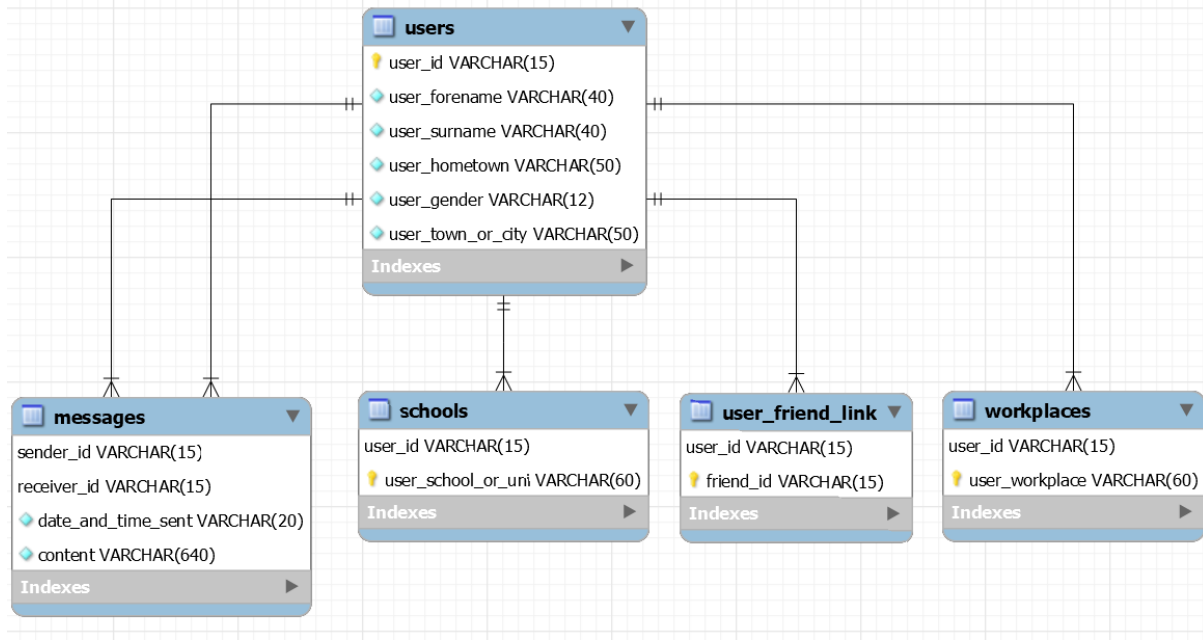 users
user_id VARCHAR(15)
user_forename VARCHAR(40)
user_surname VARCHAR(40)
user_hometown VARCHAR(50)
user_gender VARCHAR(12)
user_town_or_city VARCHAR(50)
Indexes
messages
sender_id VARCHAR(15)
receiver_id VARCHAR(15)
date_and_time_sent VARCHAR(20)
content VARCHAR(640)
Indexes
schools
user_id VARCHAR(15)
user_school_or_uni VARCHAR(60)
Indexes
user_friend_link
user_id VARCHAR(15)
friend_id VARCHAR(15)
Indexes
workplaces
user_id VARCHAR(15)
user_workplace VARCHAR(60)
Indexes